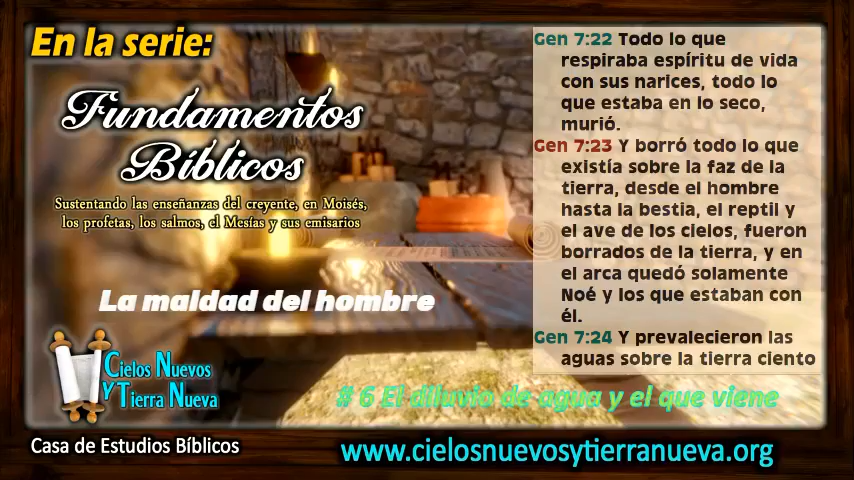 En la serie:
Fundamentos
Bíblicos
Sustentando las enseñanzas del creyente, en Moisés,
los profetas, los salmos, el Mesías y sus emisarios
La maldad del hombre
Cielos Nuevos
Y Tierra Nueva
Casa de Estudios Bíblicos
Gen 7:22 Todo lo que
respiraba espíritu de vida
con sus narices, todo lo
que estaba en lo seco,
murió.
Gen 7:23 Y borró todo lo que
existía sobre la faz de la
tierra, desde el hombre
hasta la bestia, el reptil y
el ave de los cielos, fueron
borrados de la tierra, y en
el arca quedó solamente
Noé y los que estaban con
él.
Gen 7:24 Y prevalecieron las
aguas sobre la tierra ciento
# 6 El diluvio de agua y el que viene
www.cielosnuevosytierranueva.org